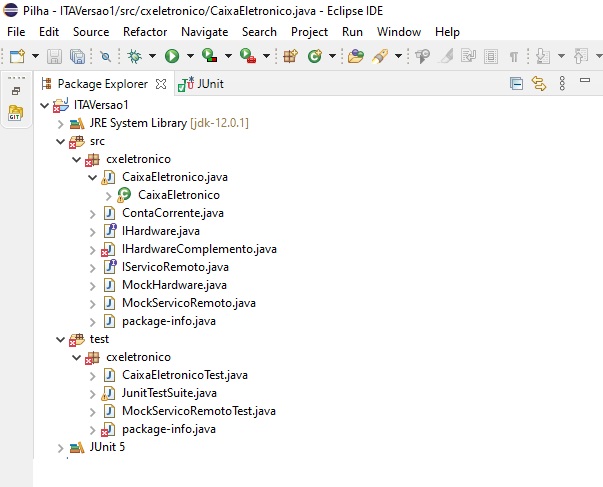 Pilha - ITAVersao1/src/cxeletronico/CaixaEletronico.java - Eclipse IDE
File Edit Source Refactor Navigate Search Project Run Window Help
Package Explorer JUnit
ITAVersao1
JRE System Library [jdk-12.0.1]
src
cxeletronico
CaixaEletronico.java
CaixaEletronico
ContaCorrente.java
IHardware.java
IHardwareComplemento.java
IServicoRemoto.java
MockHardware.java
MockServicoRemoto.java
package-info.java
test
cxeletronico
CaixaEletronicoTest.java
JunitTestSuite.java
MockServicoRemotoTest.java
package-info.java
JUnit 5
GIT